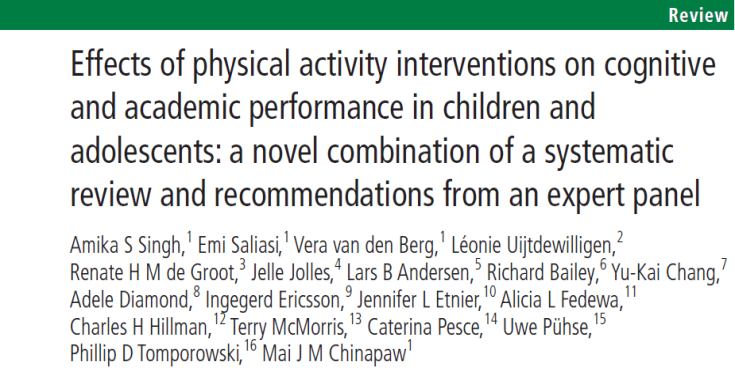 Review
Effects of physical activity interventions on cognitive
and academic performance in children and
adolescents: a novel combination of a systematic
review and recommendations from an expert panel
Amika S Singh,1 Emi Saliasi,1 Vera van den Berg,1 Léonie Uijtdewilligen,2
Renate H M de Groot,3 Jelle Jolles,4 Lars B Andersen,5 Richard Bailey,6 Yu-Kai Chang,7
Adele Diamond,8 Ingegerd Ericsson,9 Jennifer L Etnier,10 Alicia L Fedewa,11
Charles H Hillman,12 Terry McMorris,13 Caterina Pesce,14 Uwe Pühse,15
Phillip D Tomporowski,16 Mai J M Chinapaw1